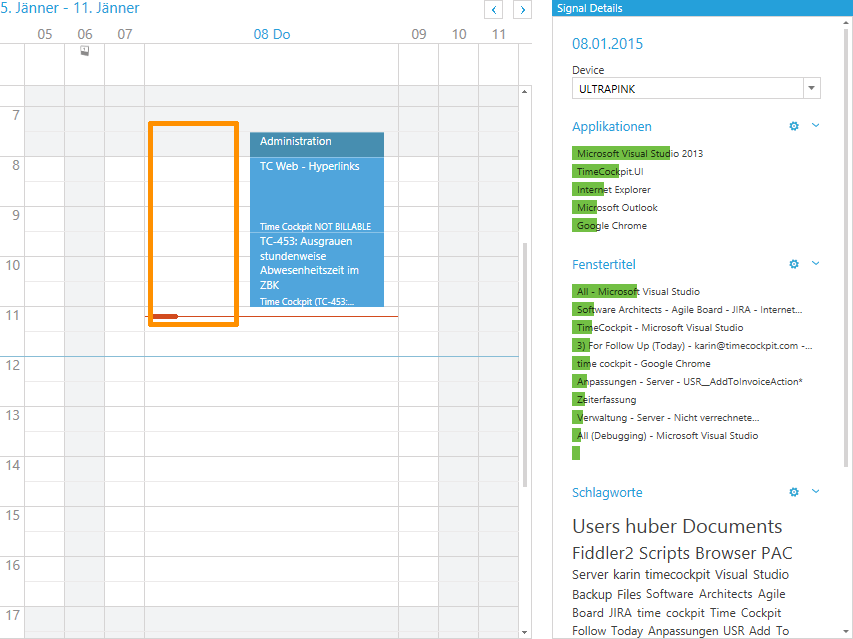 5. Jänner - 11. Jänner
05 06 07 08 Do 09 10 11
7
8
9
10
11
12
13
14
15
16
17
Administration
TC Web - Hyperlinks
Time Cockpit NOT BILLABLE
TC-453: Ausgrauen
stundenweise
Abwesenheitszeit im
ZBK
Time Cockpit (TC-453:...
Signal Details
08.01.2015
Device
ULTRAPINK
Applikationen
Microsoft Visual Studio 2013
TimeCockpit.UI
Internet Explorer
Microsoft Outlook
Google Chrome
Fenstertitel
All - Microsoft Visual Studio
Software Architects - Agile Board - JIRA - Internet...
TimeCockpit - Microsoft Visual Studio
3) For Follow Up (Today) - karin@timecockpit.com -...
time cockpit - Google Chrome
Anpassungen - Server - USR__AddToInvoiceAction*
Zeiterfassung
Verwaltung - Server - Nicht verrechnete...
All (Debugging) - Microsoft Visual Studio
Schlagworte
Users huber Documents
Fiddler2 Scripts Browser PAC
Server karin timecockpit Visual Studio
Backup Files Software Architects Agile
Board JIRA time cockpit Time Cockpit
Follow Today Anpassungen USR Add To